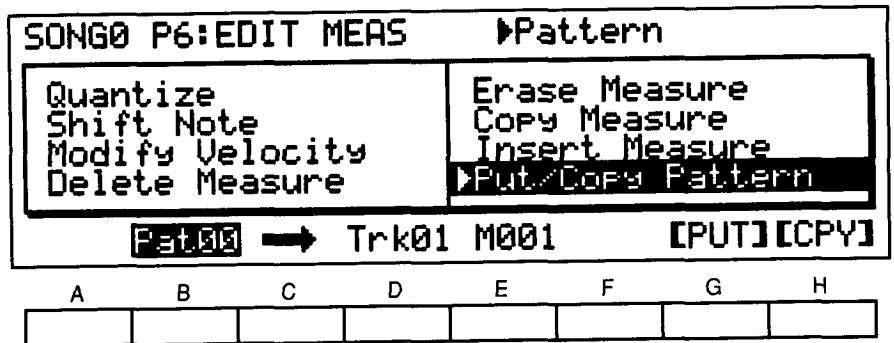 SONG0 P6:EDIT MEAS ▶Pattern
Quantize
Shift Note
Modify Velocity
Delete Measure
Erase Measure
Copy Measure
Insert Measure
▶Put/Copy Pattern
Pat00 ➡ Trk01 M001 [PUT][CPY]
A B C D E F G H